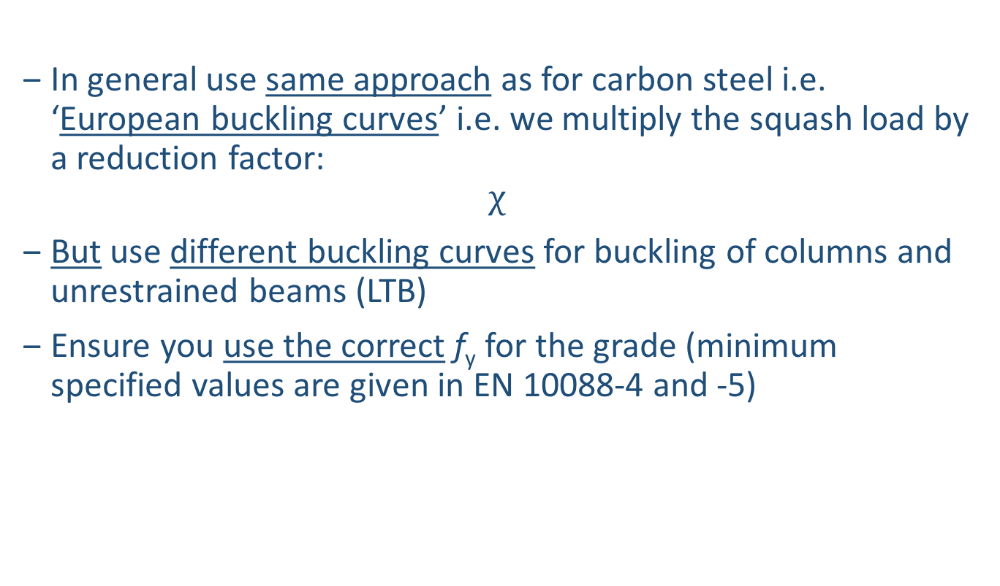 – In general use same approach as for carbon steel i.e.
‘European buckling curves’ i.e. we multiply the squash load by
a reduction factor:
χ
– But use different buckling curves for buckling of columns and
unrestrained beams (LTB)
– Ensure you use the correct fy for the grade (minimum
specified values are given in EN 10088-4 and -5)